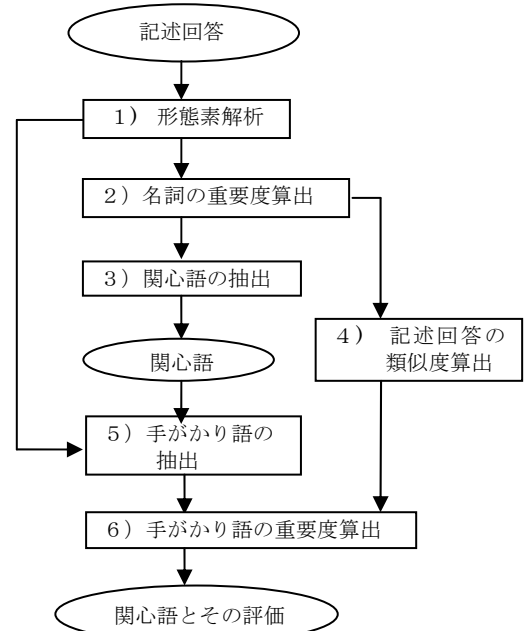 記述回答
1) 形態素解析
2)名詞の重要度算出
3)関心語の抽出
4) 記述回答の
類似度算出
関心語
5)手がかり語の
抽出
6)手がかり語の重要度算出
関心語とその評価